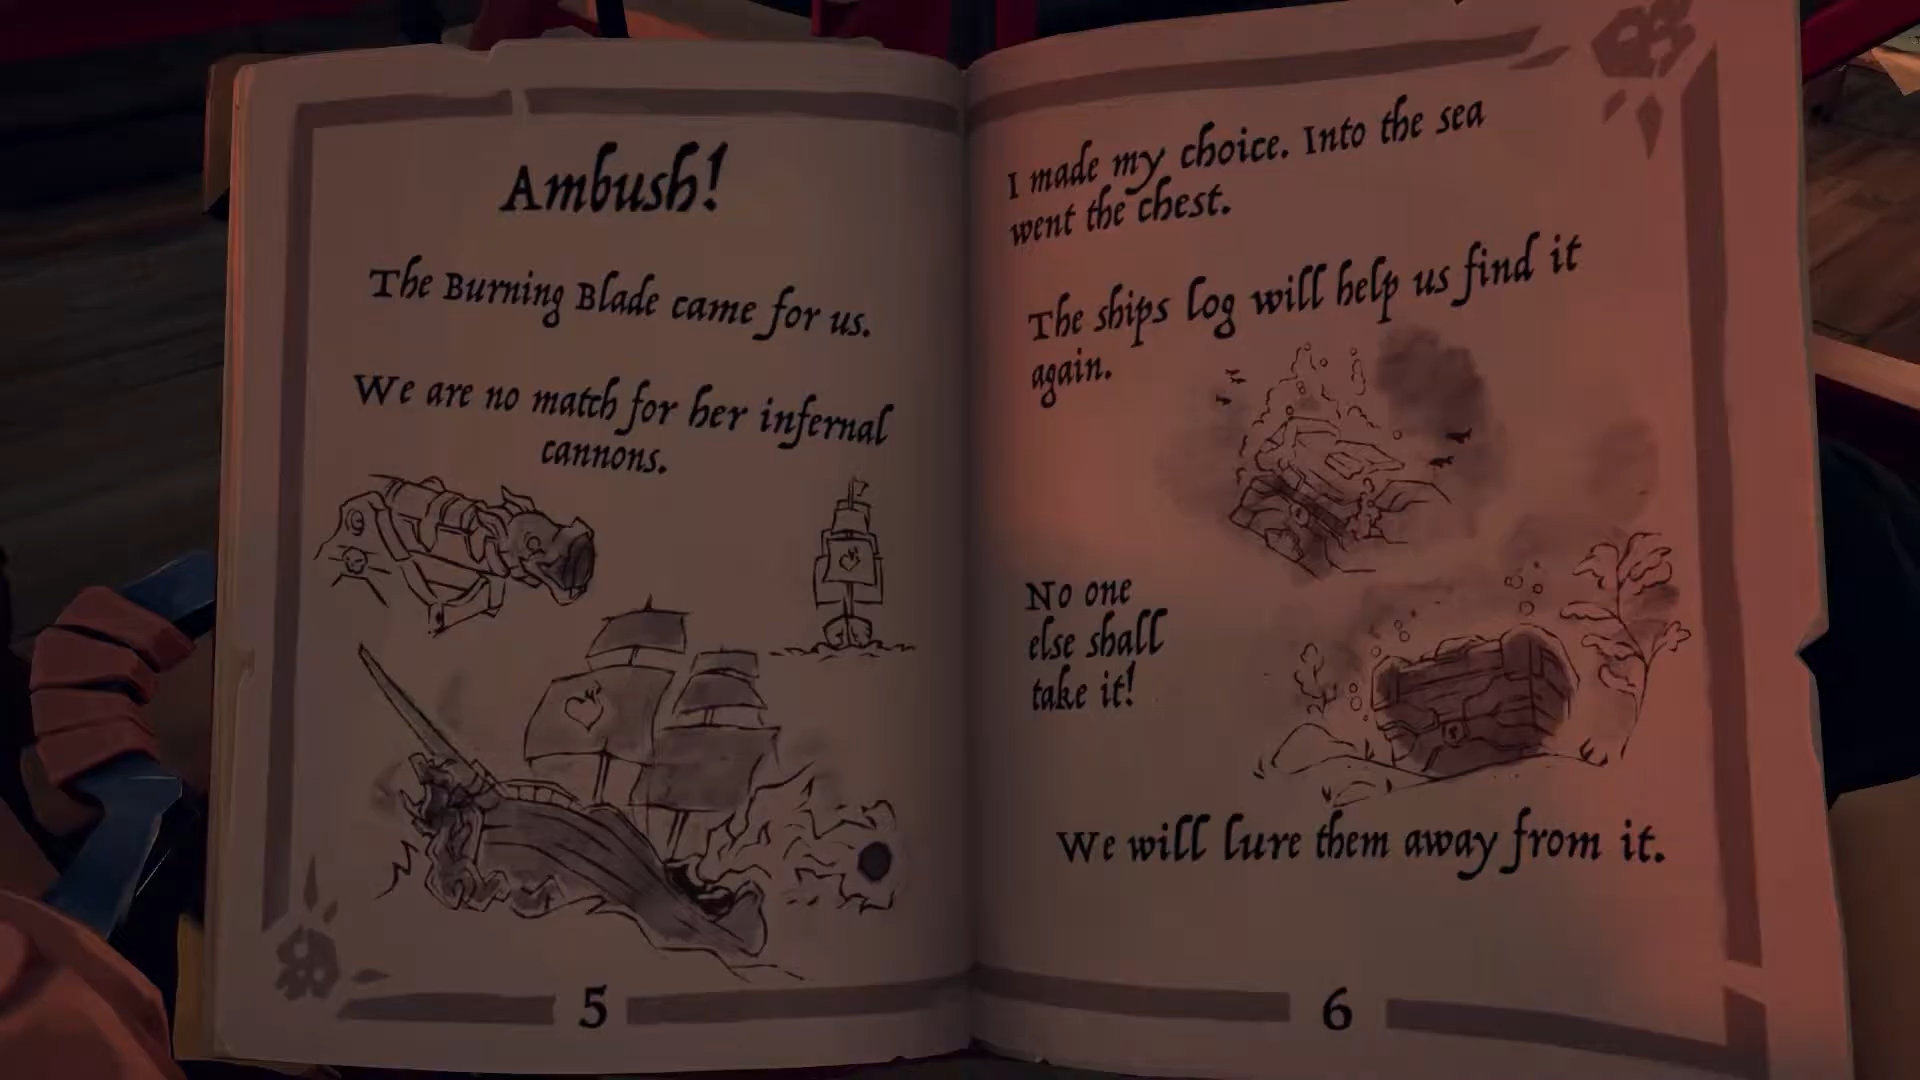 Ambush!
The Burning Blade came for us.
We are no match for her infernal
cannons.
5
I made my choice. Into the sea
went the chest.
The ships log will help us find it
again.
No one
else shall
take it!
We will lure them away from it.
6